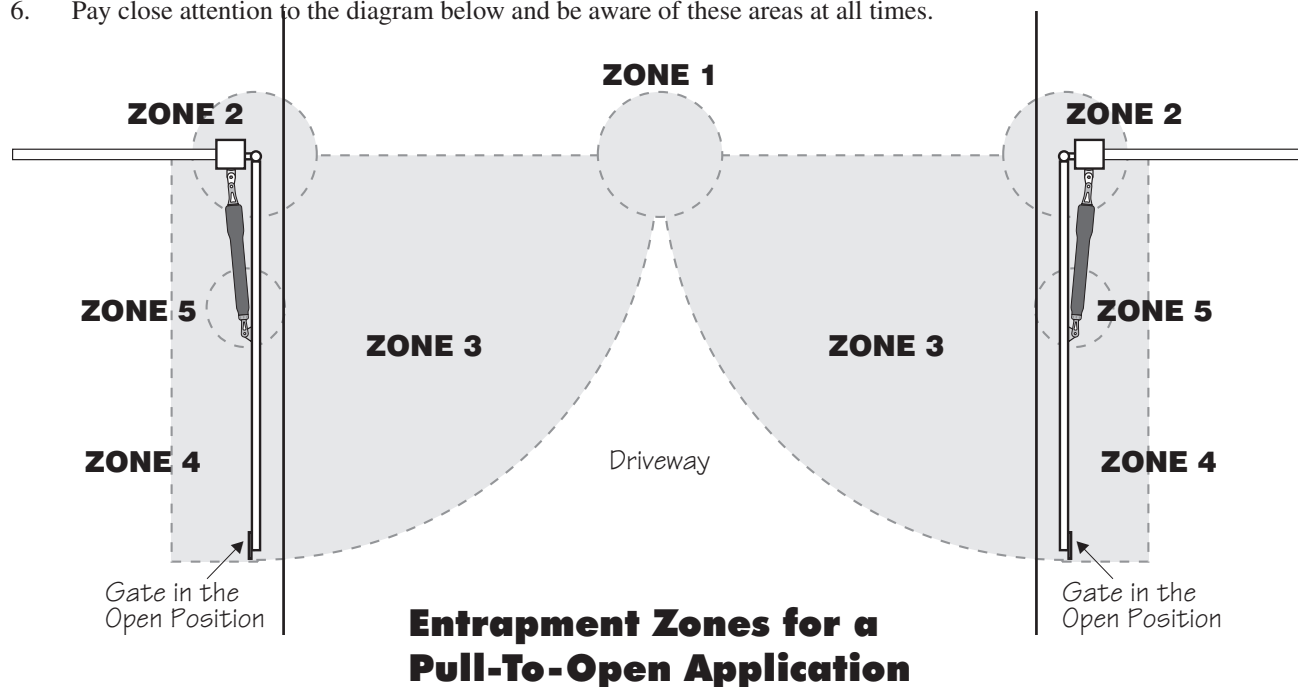 6. Pay close attention to the diagram below and be aware of these areas at all times.
ZONE 1
ZONE 2
ZONE 2
ZONE 5
ZONE 5
ZONE 3
ZONE 3
ZONE 4
Driveway
ZONE 4
Gate in the
Open Position
Gate in the
Open Position
Entrapment Zones for a
Pull-To-Open Application